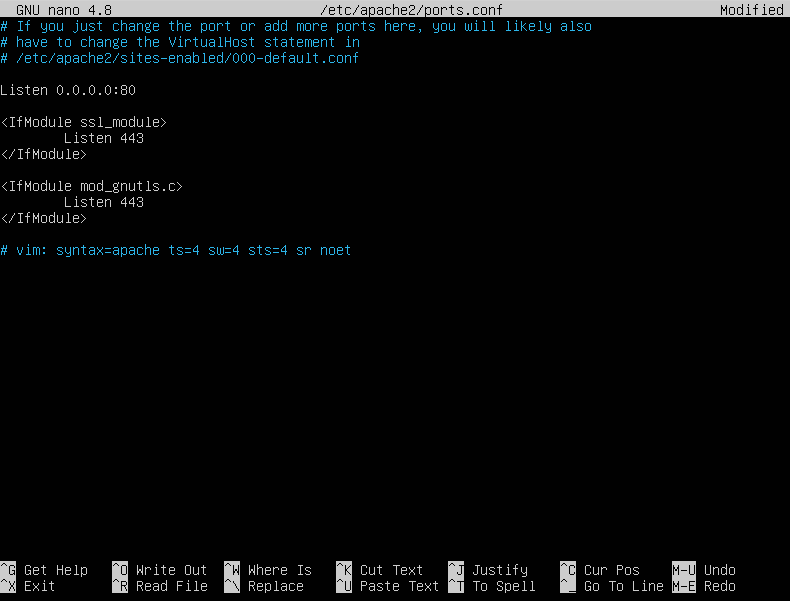 GNU nano 4.8 /etc/apache2/ports.conf Modified
# If you just change the port or add more ports here, you will likely also
# have to change the VirtualHost statement in
# /etc/apache2/sites-enabled/000-default.conf
Listen 0.0.0.0:80
<IfModule ssl_module>
        Listen 443
</IfModule>
<IfModule mod_gnutls.c>
        Listen 443
</IfModule>
# vim: syntax=apache ts=4 sw=4 sts=4 sr noet
^G Get Help ^O Write Out ^W Where Is ^K Cut Text ^J Justify ^C Cur Pos M-U Undo
^X Exit ^R Read File ^\ Replace ^U Paste Text ^T To Spell ^_ Go To Line M-E Redo